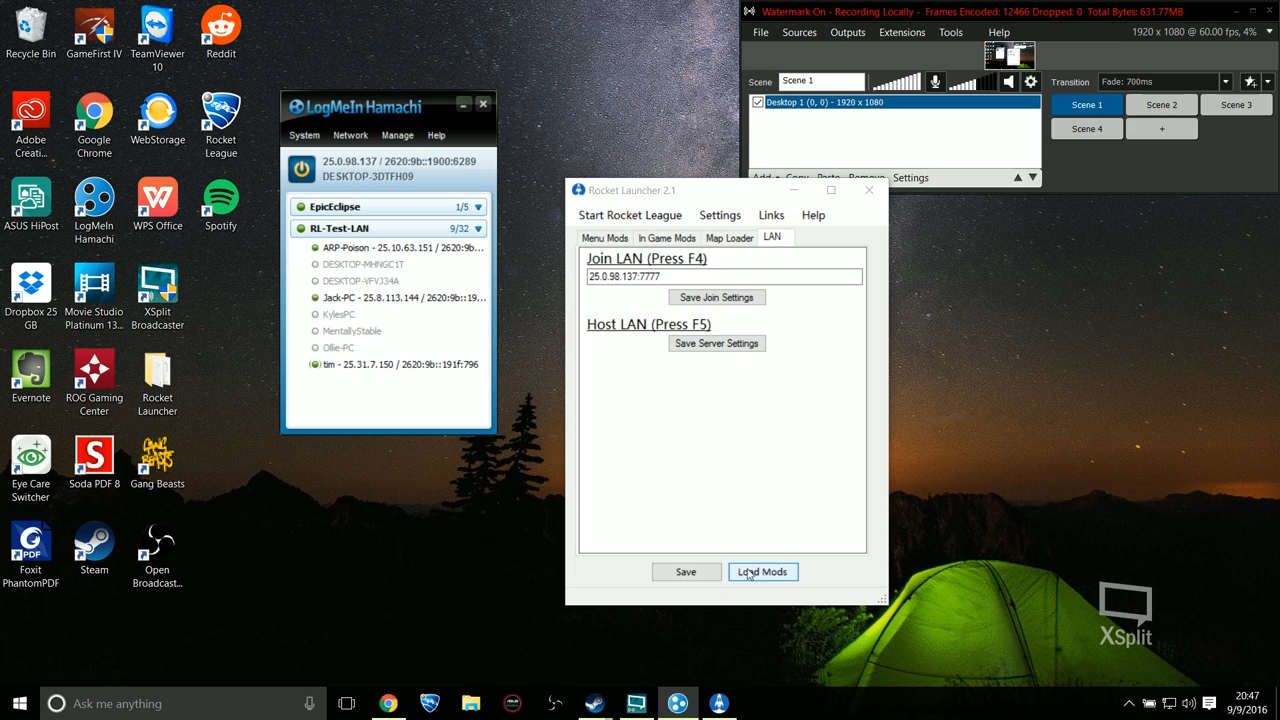 Recycle Bin
GameFirst IV
TeamViewer 10
Reddit
Adobe Creati...
Google Chrome
WebStorage
Rocket League
ASUS HiPost
LogMeIn Hamachi
WPS Office
Spotify
GB
Movie Studio Platinum 13...
XSplit Broadcaster
Evernote
ROG Gaming Center
Rocket Launcher
Eye Care Switcher
Soda PDF 8
Gang Beasts
Foxit PhantomPDF
Steam
Open Broadcast...
LogMeIn Hamachi
System Network Manage Help
25.0.98.137 / 2620:9b::1900:6289
DESKTOP-3DTFH09
EpicEclipse 1/5
RL-Test-LAN 9/32
ARP-Poison - 25.10.63.151 / 2620:9b...
DESKTOP-MHNGC1T
DESKTOP-VFVJ34A
Jack-PC - 25.8.113.144 / 2620:9b::19...
KylesPC
MentallyStable
Ollie-PC
tim - 25.31.7.150 / 2620:9b::191f:796
Watermark On - Recording Locally - Frames Encoded: 12466 Dropped: 0 Total Bytes: 631.77MB
File Sources Outputs Extensions Tools Help 1920 x 1080 @ 60.00 fps, 4%
Scene Scene 1 Transition Fade: 700ms
Desktop 1 (0, 0) - 1920 x 1080
Scene 1 Scene 2 Scene 3
Scene 4 +
Add Copy Paste Remove Settings
Rocket Launcher 2.1
Start Rocket League Settings Links Help
Menu Mods In Game Mods Map Loader LAN
Join LAN (Press F4)
25.0.98.137:7777
Save Join Settings
Host LAN (Press F5)
Save Server Settings
Save Load Mods
XSplit
Ask me anything
20:47
9/9/2016